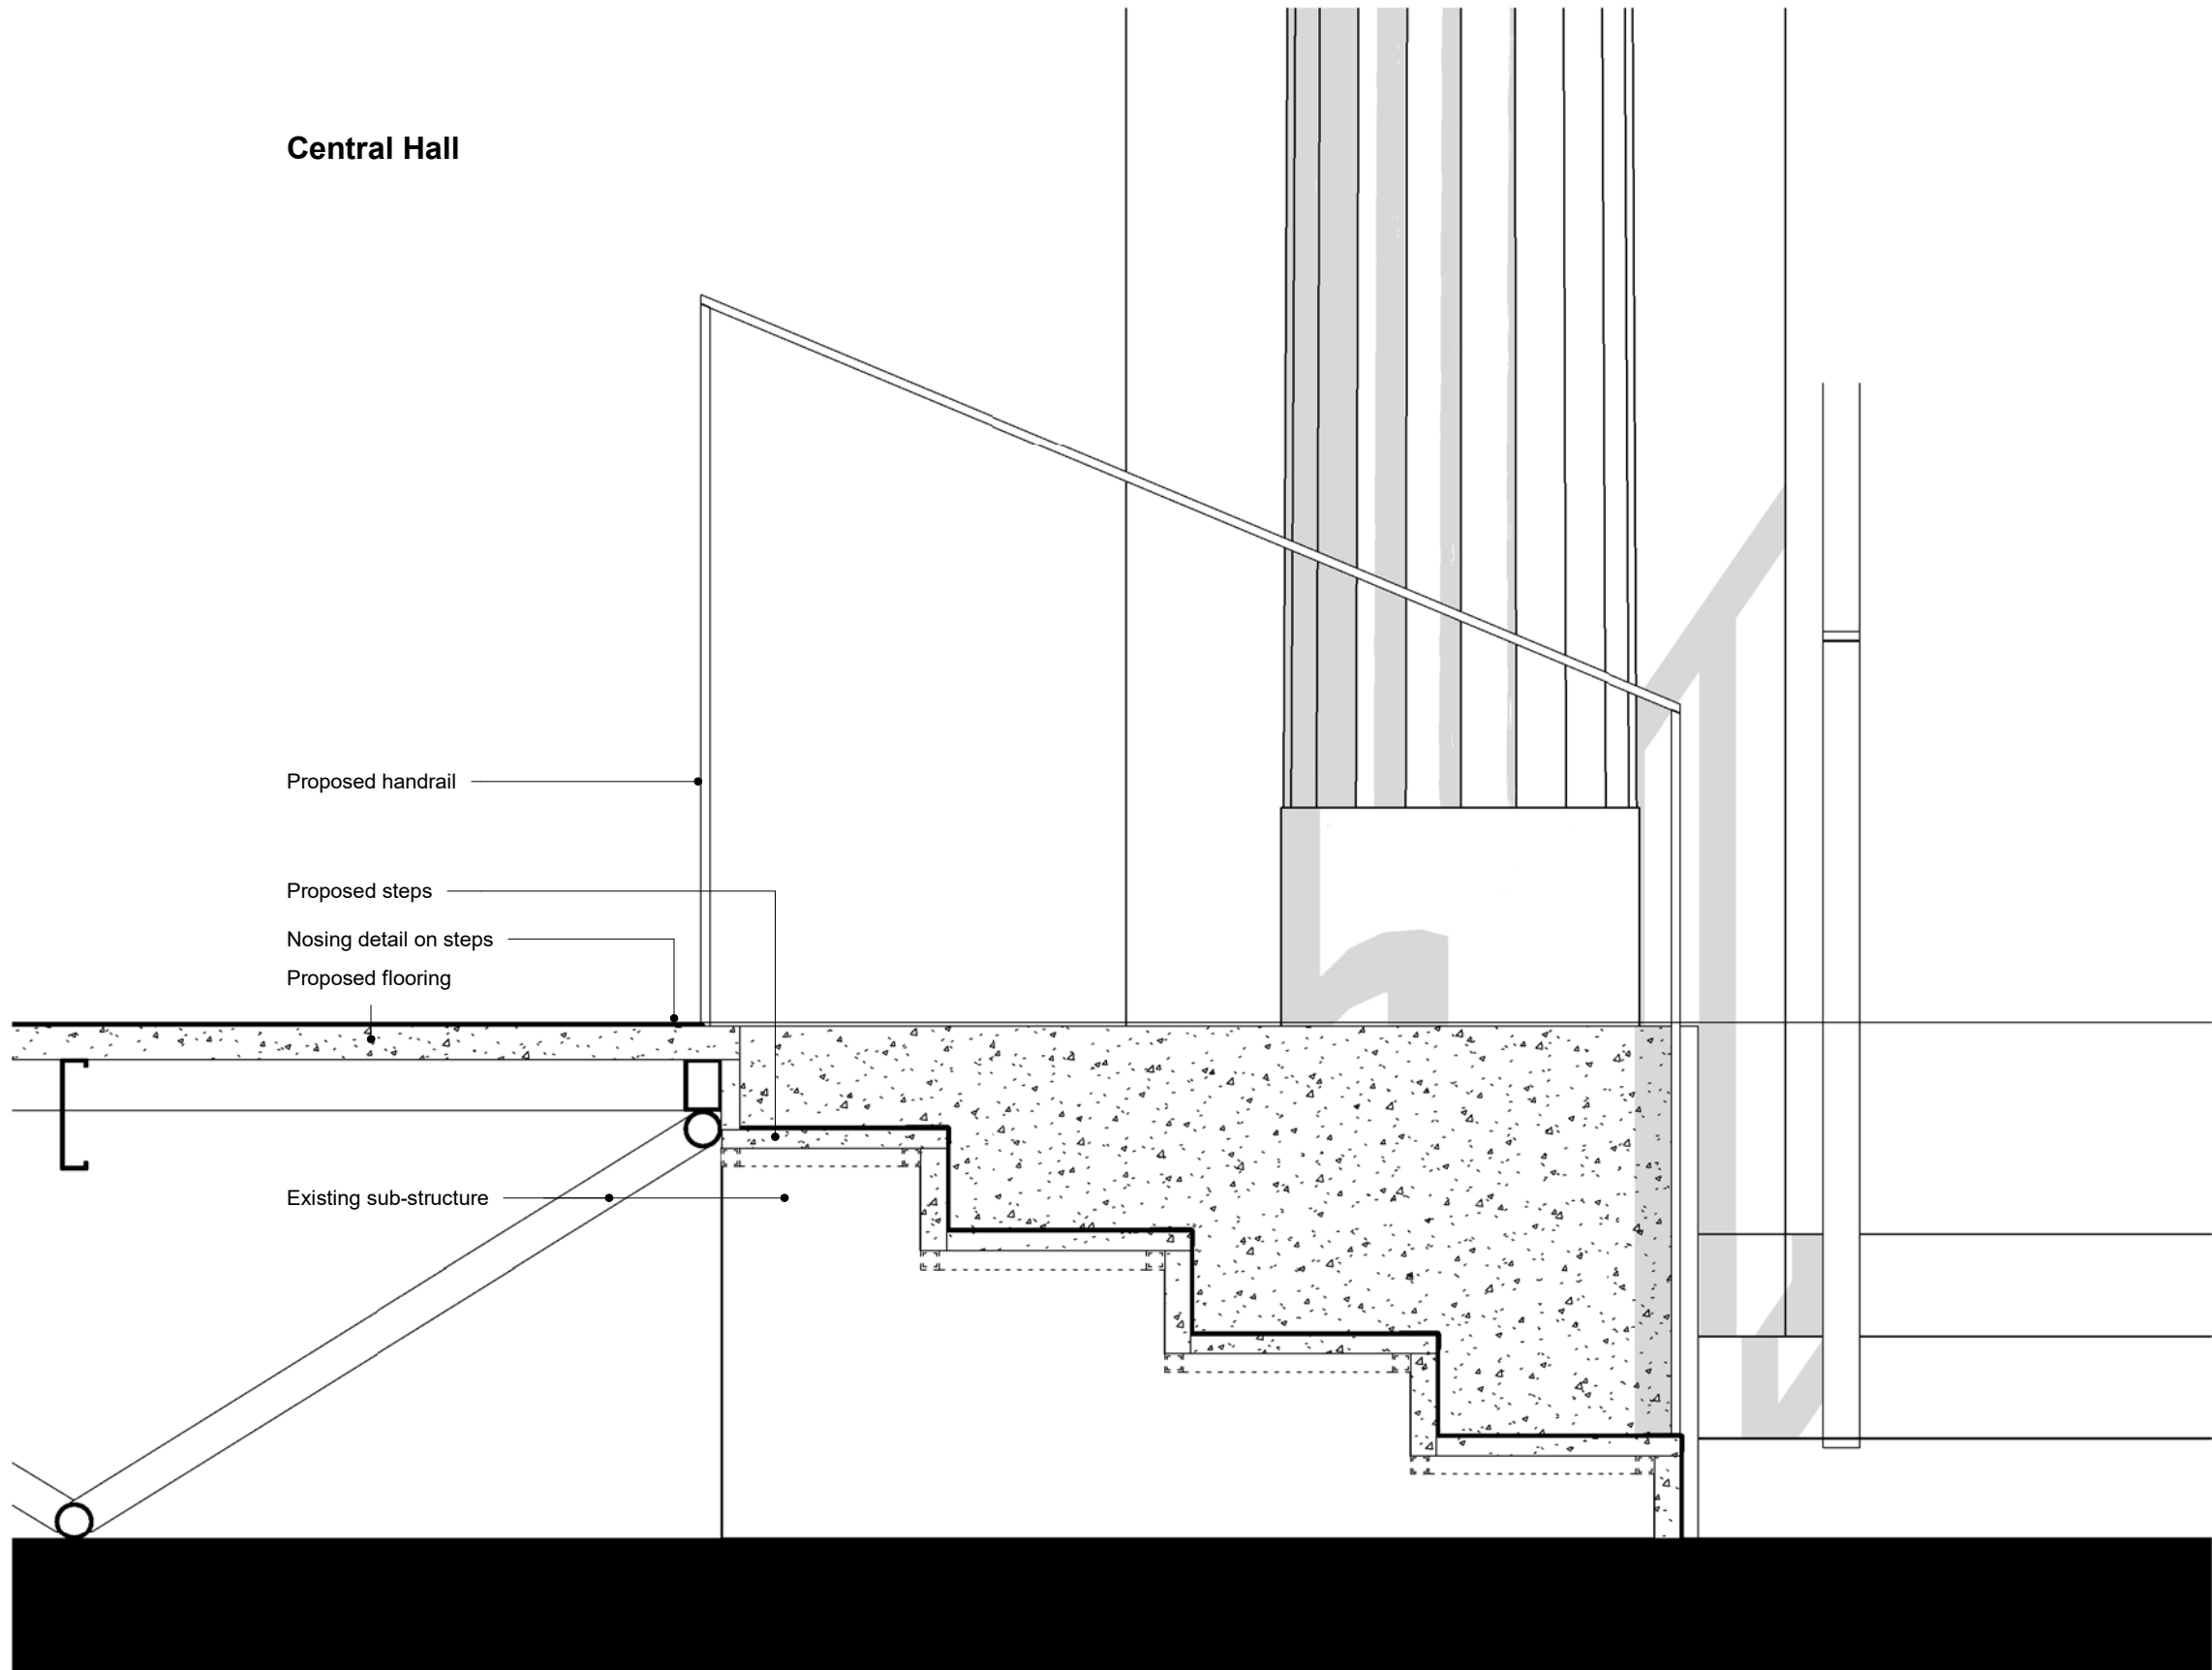 Central Hall
Proposed handrail
Proposed steps
Nosing detail on steps
Proposed flooring
Existing sub-structure